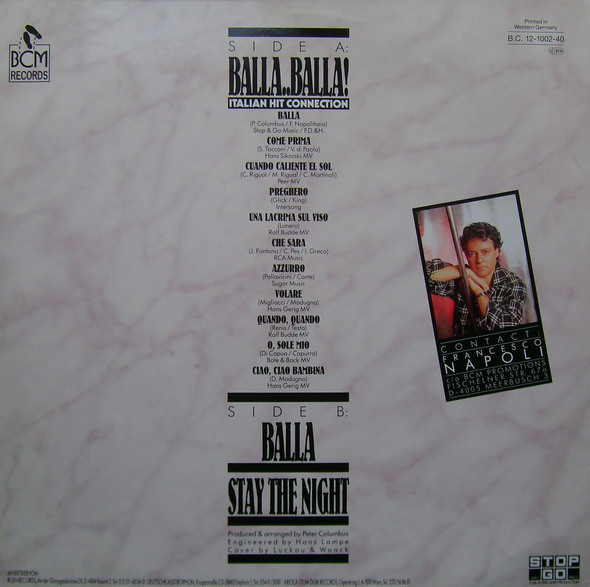 BCM
RECORDS
Printed in
Western Germany
B.C. 12-1002-40
SIDE A:
BALLA..BALLA!
ITALIAN HIT CONNECTION
BALLA
(P. Columbus / F. Napolitano)
Stop & Go Music / F.D.&H.
COME PRIMA
(S. Taccani / V. di Paola)
Hans Sikorski MV
CUANDO CALIENTE EL SOL
(C. Rigual / M. Rigual / C. Martinoli)
Peer MV
PREGHERO
(Glick / King)
Intersong
UNA LACRIMA SUL VISO
(Lunero)
Rolf Budde MV
CHE SARA
(J. Fontana / C. Pes / I. Greco)
RCA Music
AZZURRO
(Pallavicini / Conte)
Sugar Music
VOLARE
(Migliacci / Modugno)
Hans Gerig MV
QUANDO, QUANDO
(Renis / Testa)
Rolf Budde MV
O, SOLE MIO
(Di Capua / Capurro)
Bote & Bock MV
CIAO, CIAO BAMBINA
(D. Modugno)
Hans Gerig MV
CONTACT:
FRANCESCO
NAPOLI
c/o BCM PROMOTIONS
FISCHELNER STR. 67a
D-4005 MEERBUSCH 3
SIDE B:
BALLA
STAY THE NIGHT
Produced & arranged by Peter Columbus
Engineered by Hans Lampe
Cover by Luckau & Waack
STOP
GO